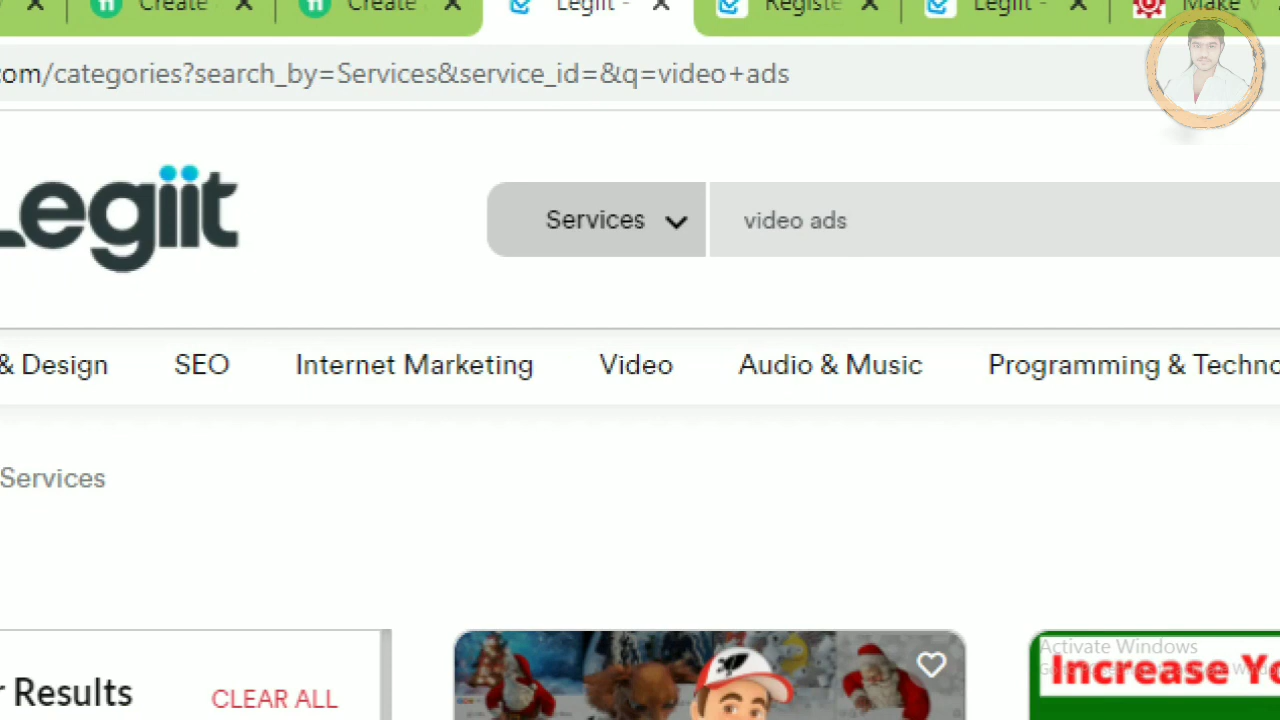 Create
Create
Legiit -
Registe
Legiit -
Make
com/categories?search_by=Services&service_id=&q=video+ads
Legiit
Services
video ads
& Design
SEO
Internet Marketing
Video
Audio & Music
Programming & Techno
Services
r Results
CLEAR ALL
Activate Windows
Increase Yo